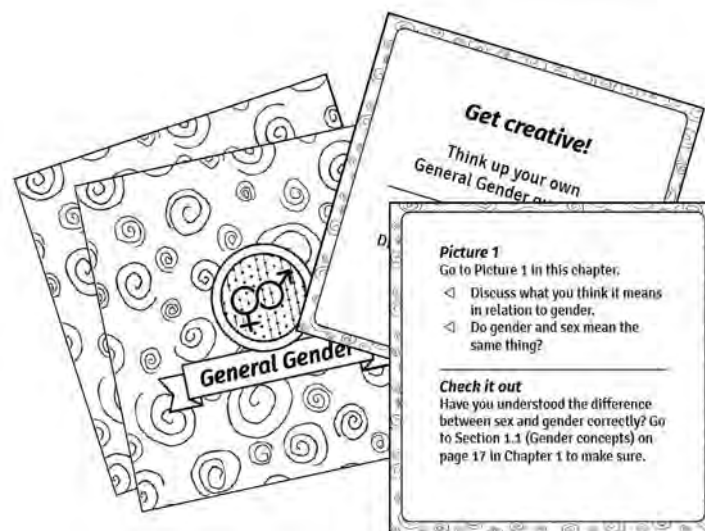 Get creative!
Think up your own
General Gender
General Gender
Picture 1
Go to Picture 1 in this chapter.
◁ Discuss what you think it means
in relation to gender.
◁ Do gender and sex mean the
same thing?
Check it out
Have you understood the difference
between sex and gender correctly? Go
to Section 1.1 (Gender concepts) on
page 17 in Chapter 1 to make sure.